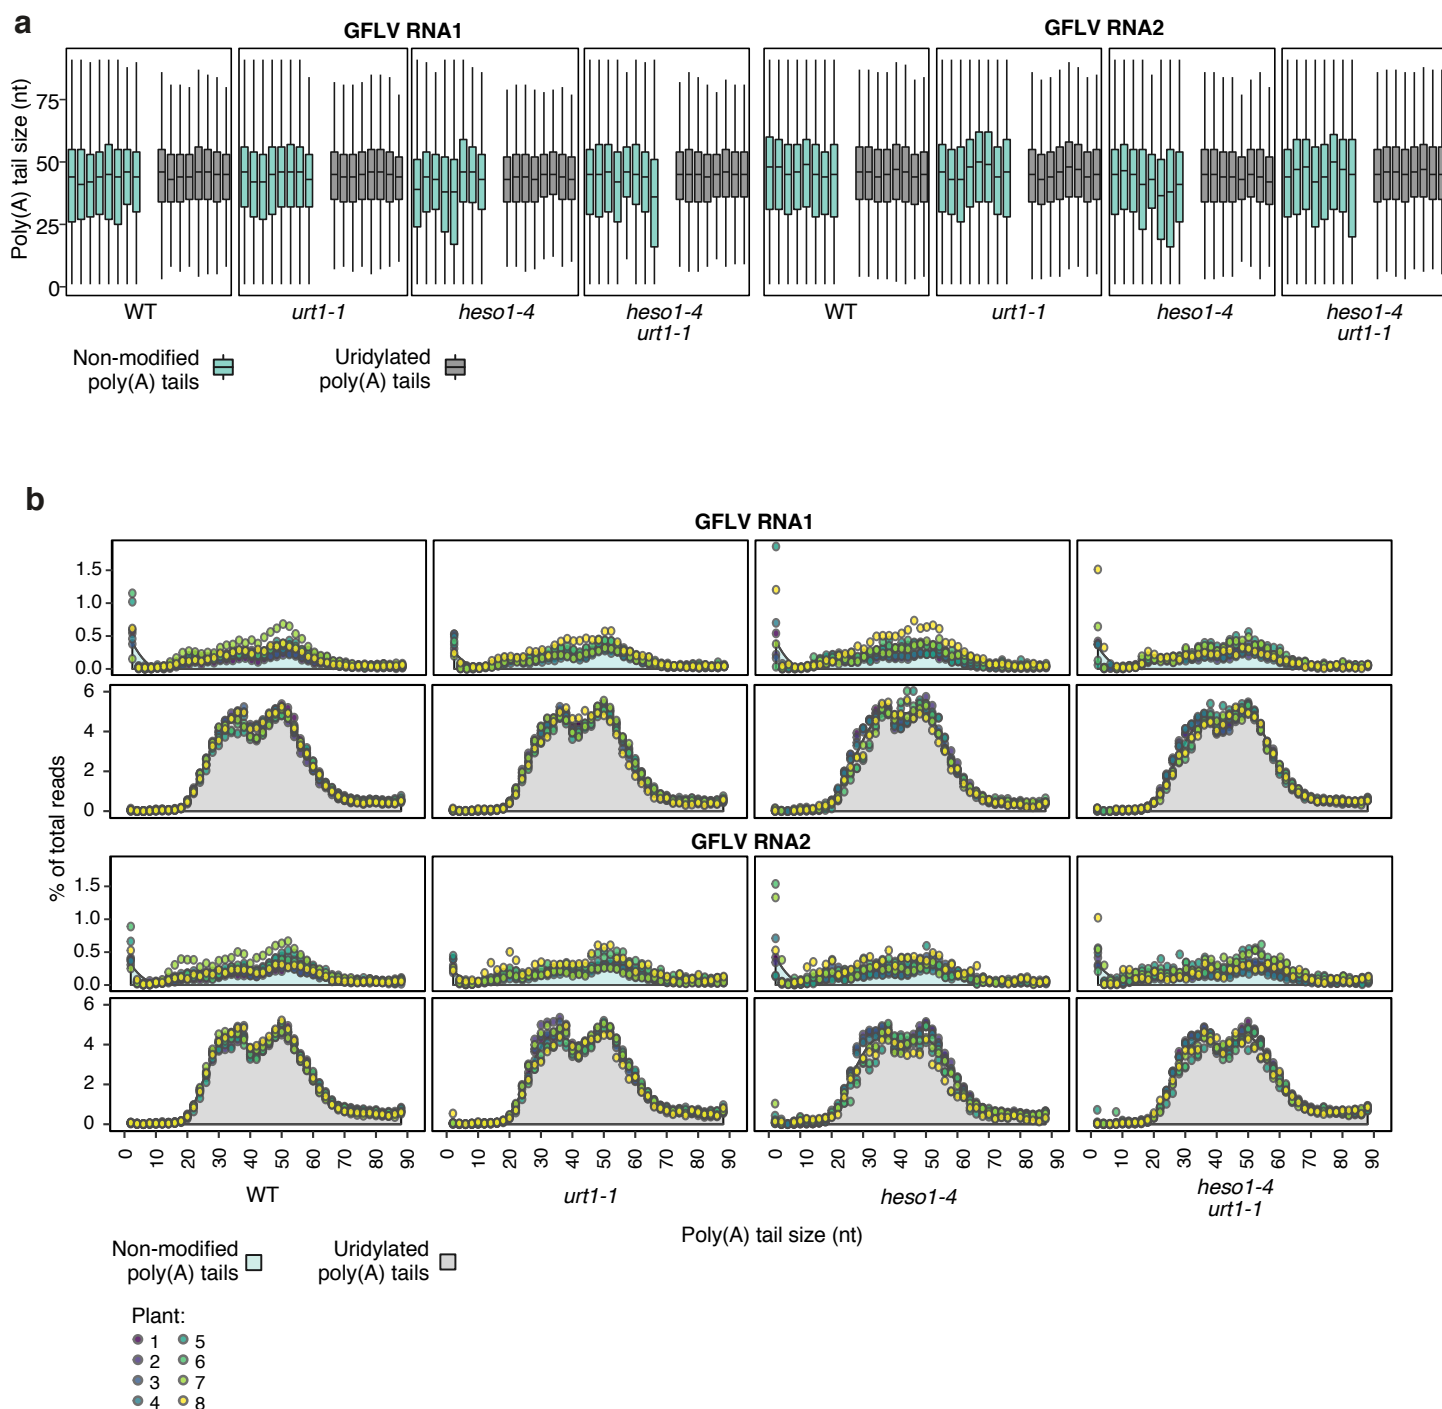 a
GFLV RNA1
GFLV RNA2
Poly(A) tail size (nt)
75
50
25
0
WT
urt1-1
heso1-4
heso1-4
urt1-1
WT
urt1-1
heso1-4
heso1-4
urt1-1
Non-modified
poly(A) tails
Uridylated
poly(A) tails
b
GFLV RNA1
% of total reads
1.5
1.0
0.5
0.0
6
4
2
0
GFLV RNA2
1.5
1.0
0.5
0.0
6
4
2
0
0 10 20 30 40 50 60 70 80 90
0 10 20 30 40 50 60 70 80 90
0 10 20 30 40 50 60 70 80 90
0 10 20 30 40 50 60 70 80 90
WT
urt1-1
heso1-4
heso1-4
urt1-1
Poly(A) tail size (nt)
Non-modified
poly(A) tails
Uridylated
poly(A) tails
Plant:
1 5
2 6
3 7
4 8